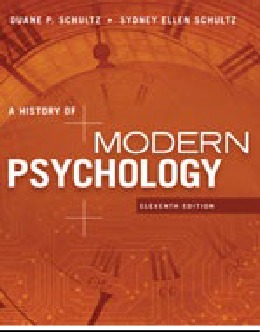 DUANE P. SCHULTZ • SYDNEY ELLEN SCHULTZ
A HISTORY OF
MODERN
PSYCHOLOGY
ELEVENTH EDITION